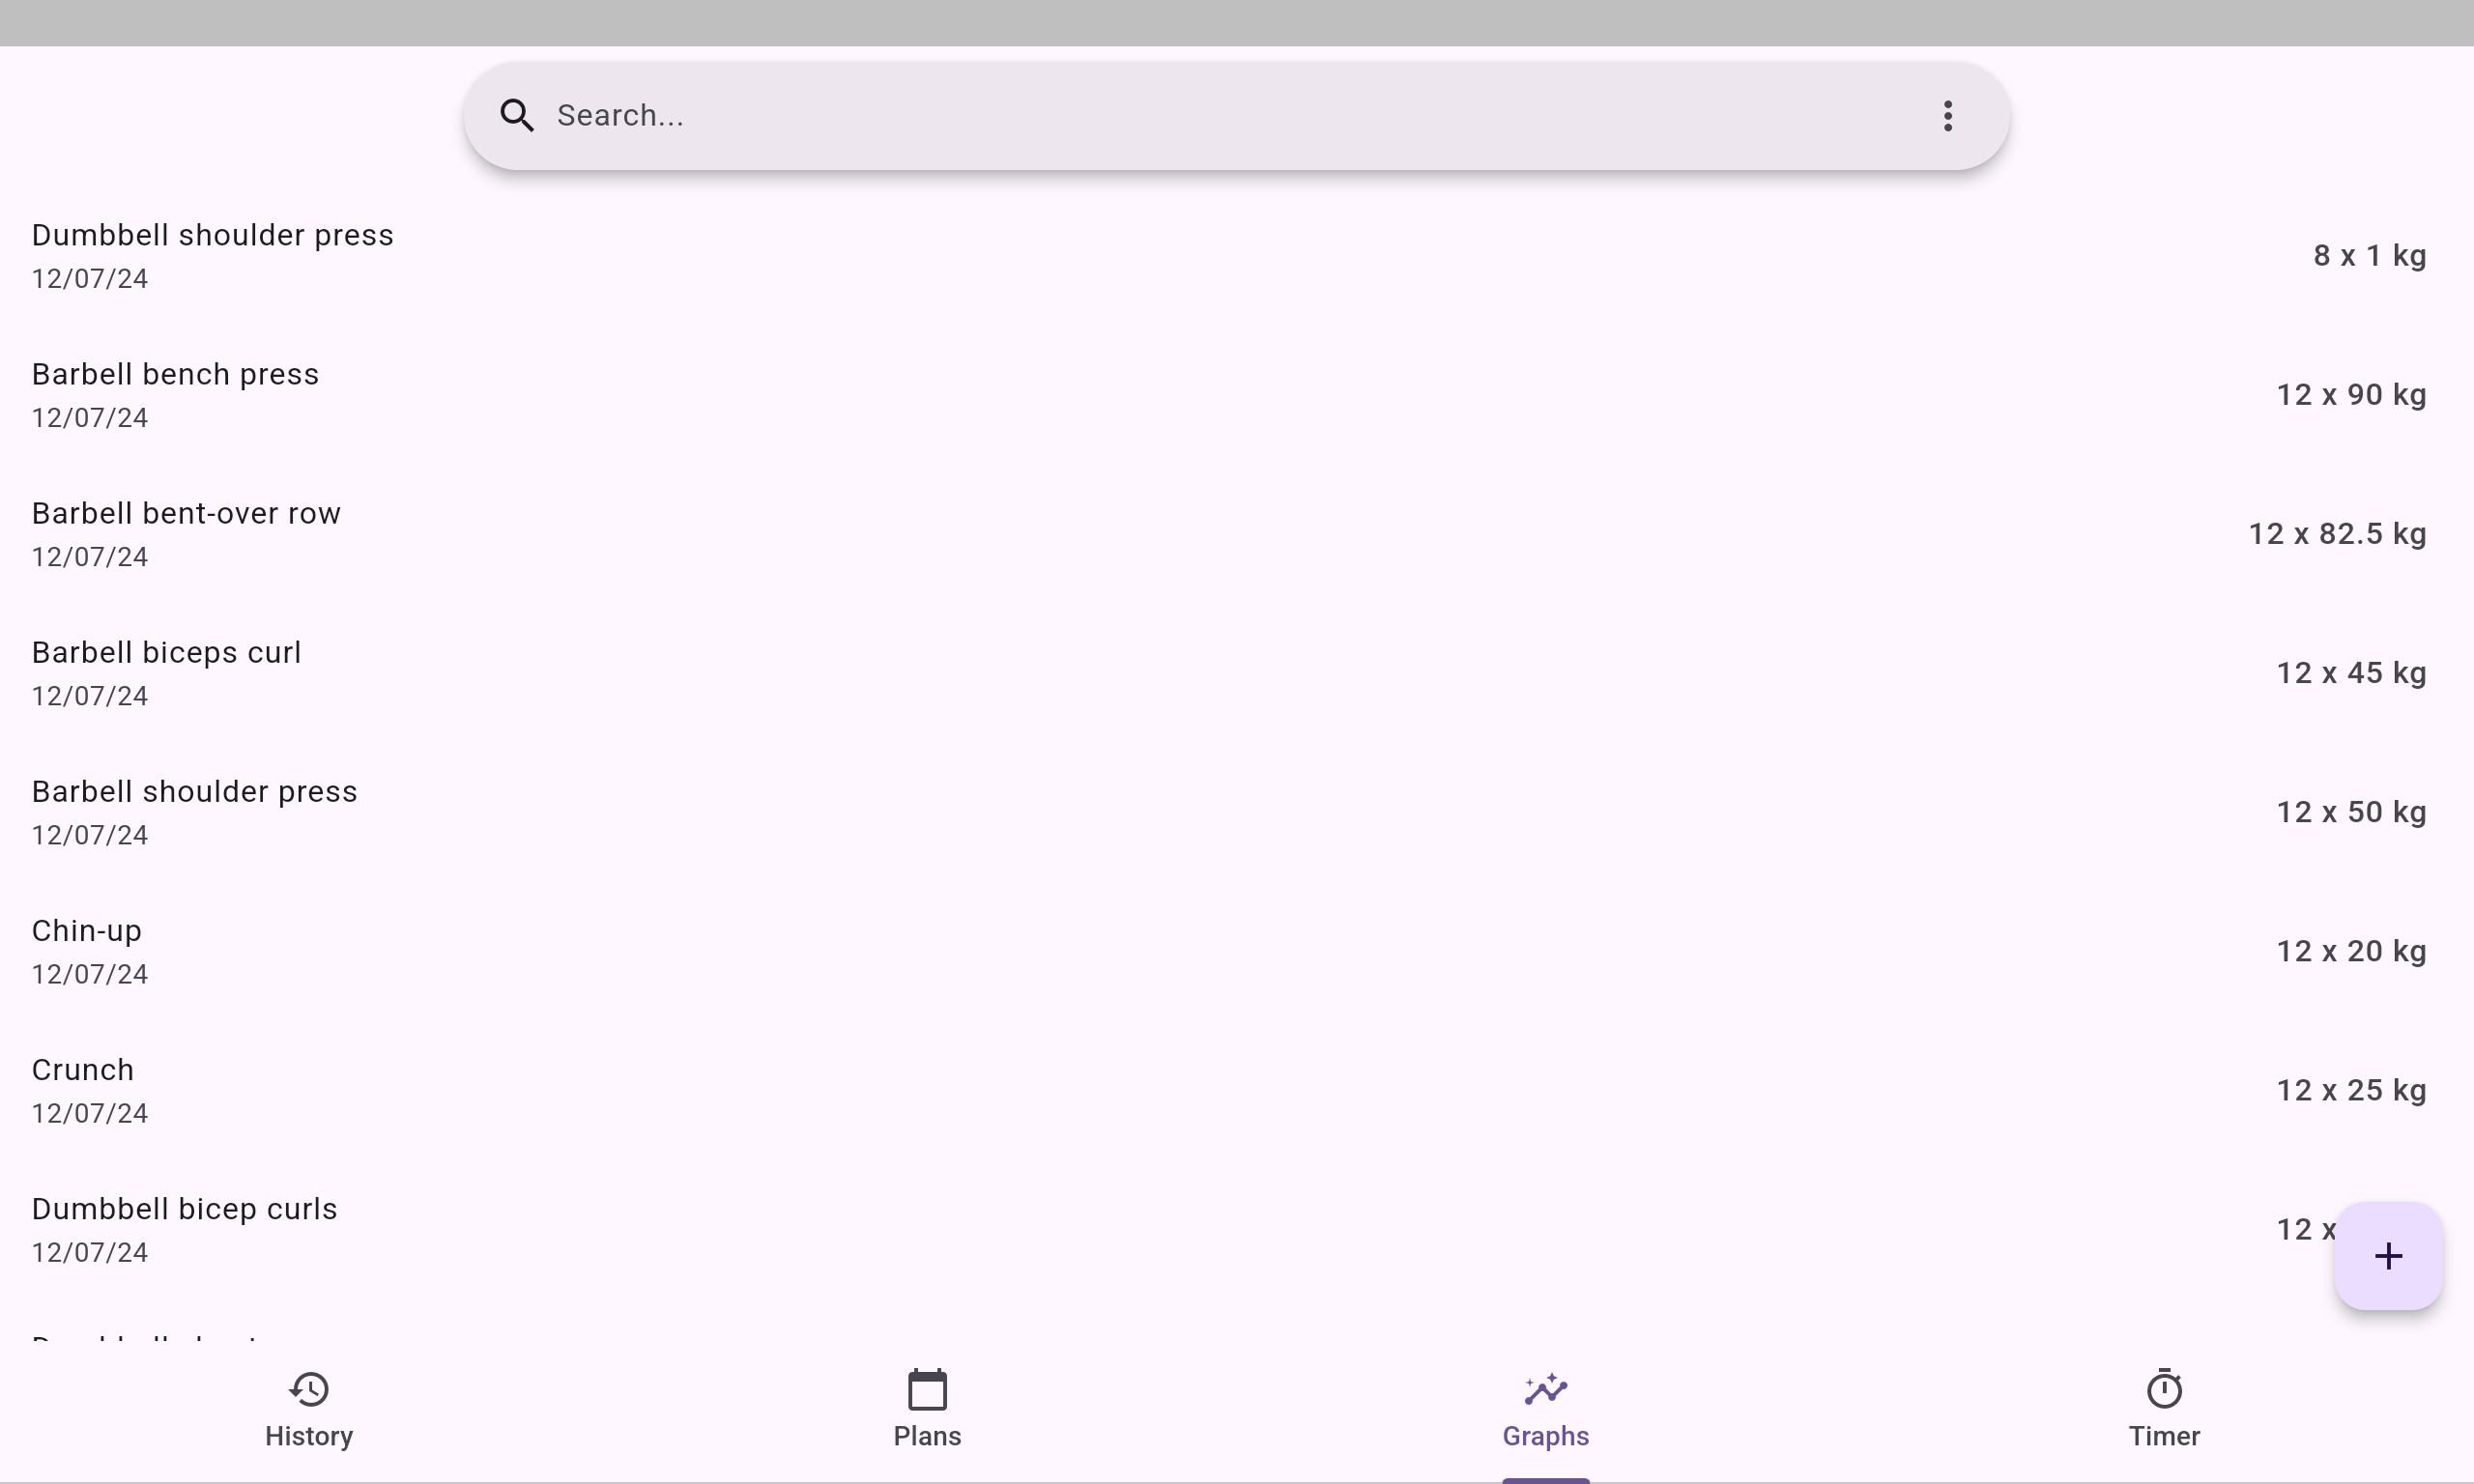 Search...
Dumbbell shoulder press
12/07/24
8 x 1 kg
Barbell bench press
12/07/24
12 x 90 kg
Barbell bent-over row
12/07/24
12 x 82.5 kg
Barbell biceps curl
12/07/24
12 x 45 kg
Barbell shoulder press
12/07/24
12 x 50 kg
Chin-up
12/07/24
12 x 20 kg
Crunch
12/07/24
12 x 25 kg
Dumbbell bicep curls
12/07/24
12 x
History
Plans
Graphs
Timer